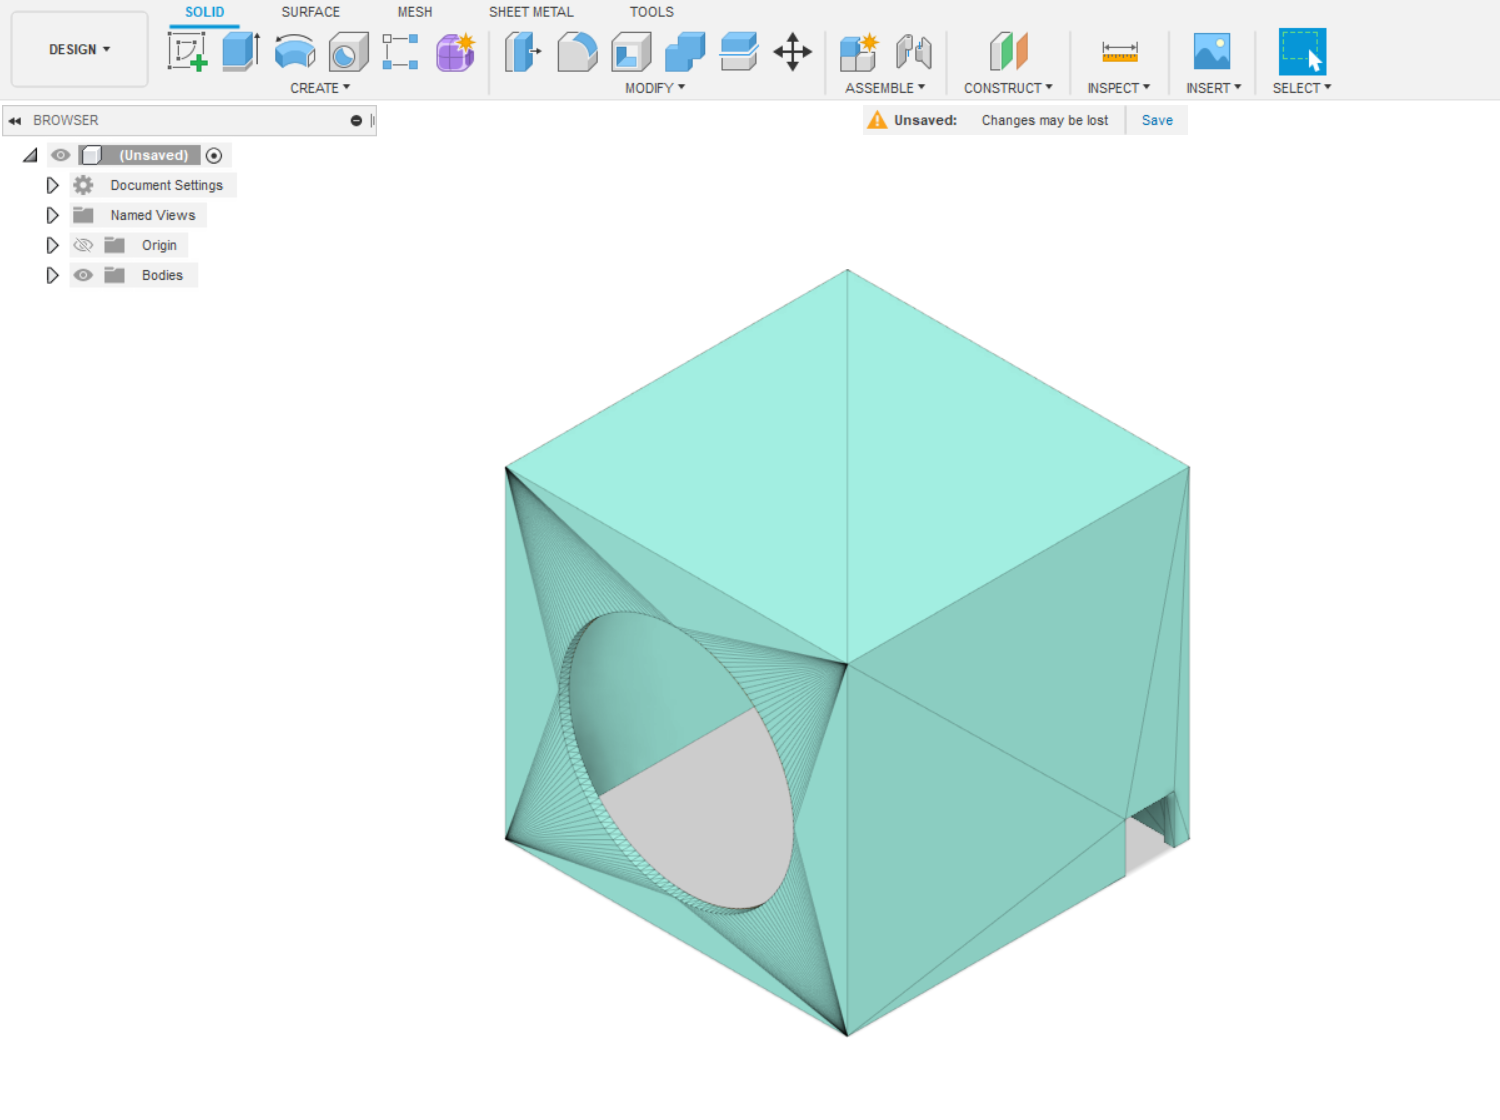 SOLID SURFACE MESH SHEET METAL TOOLS
DESIGN
CREATE MODIFY ASSEMBLE CONSTRUCT INSPECT INSERT SELECT
BROWSER
Unsaved: Changes may be lost Save
(Unsaved)
Document Settings
Named Views
Origin
Bodies